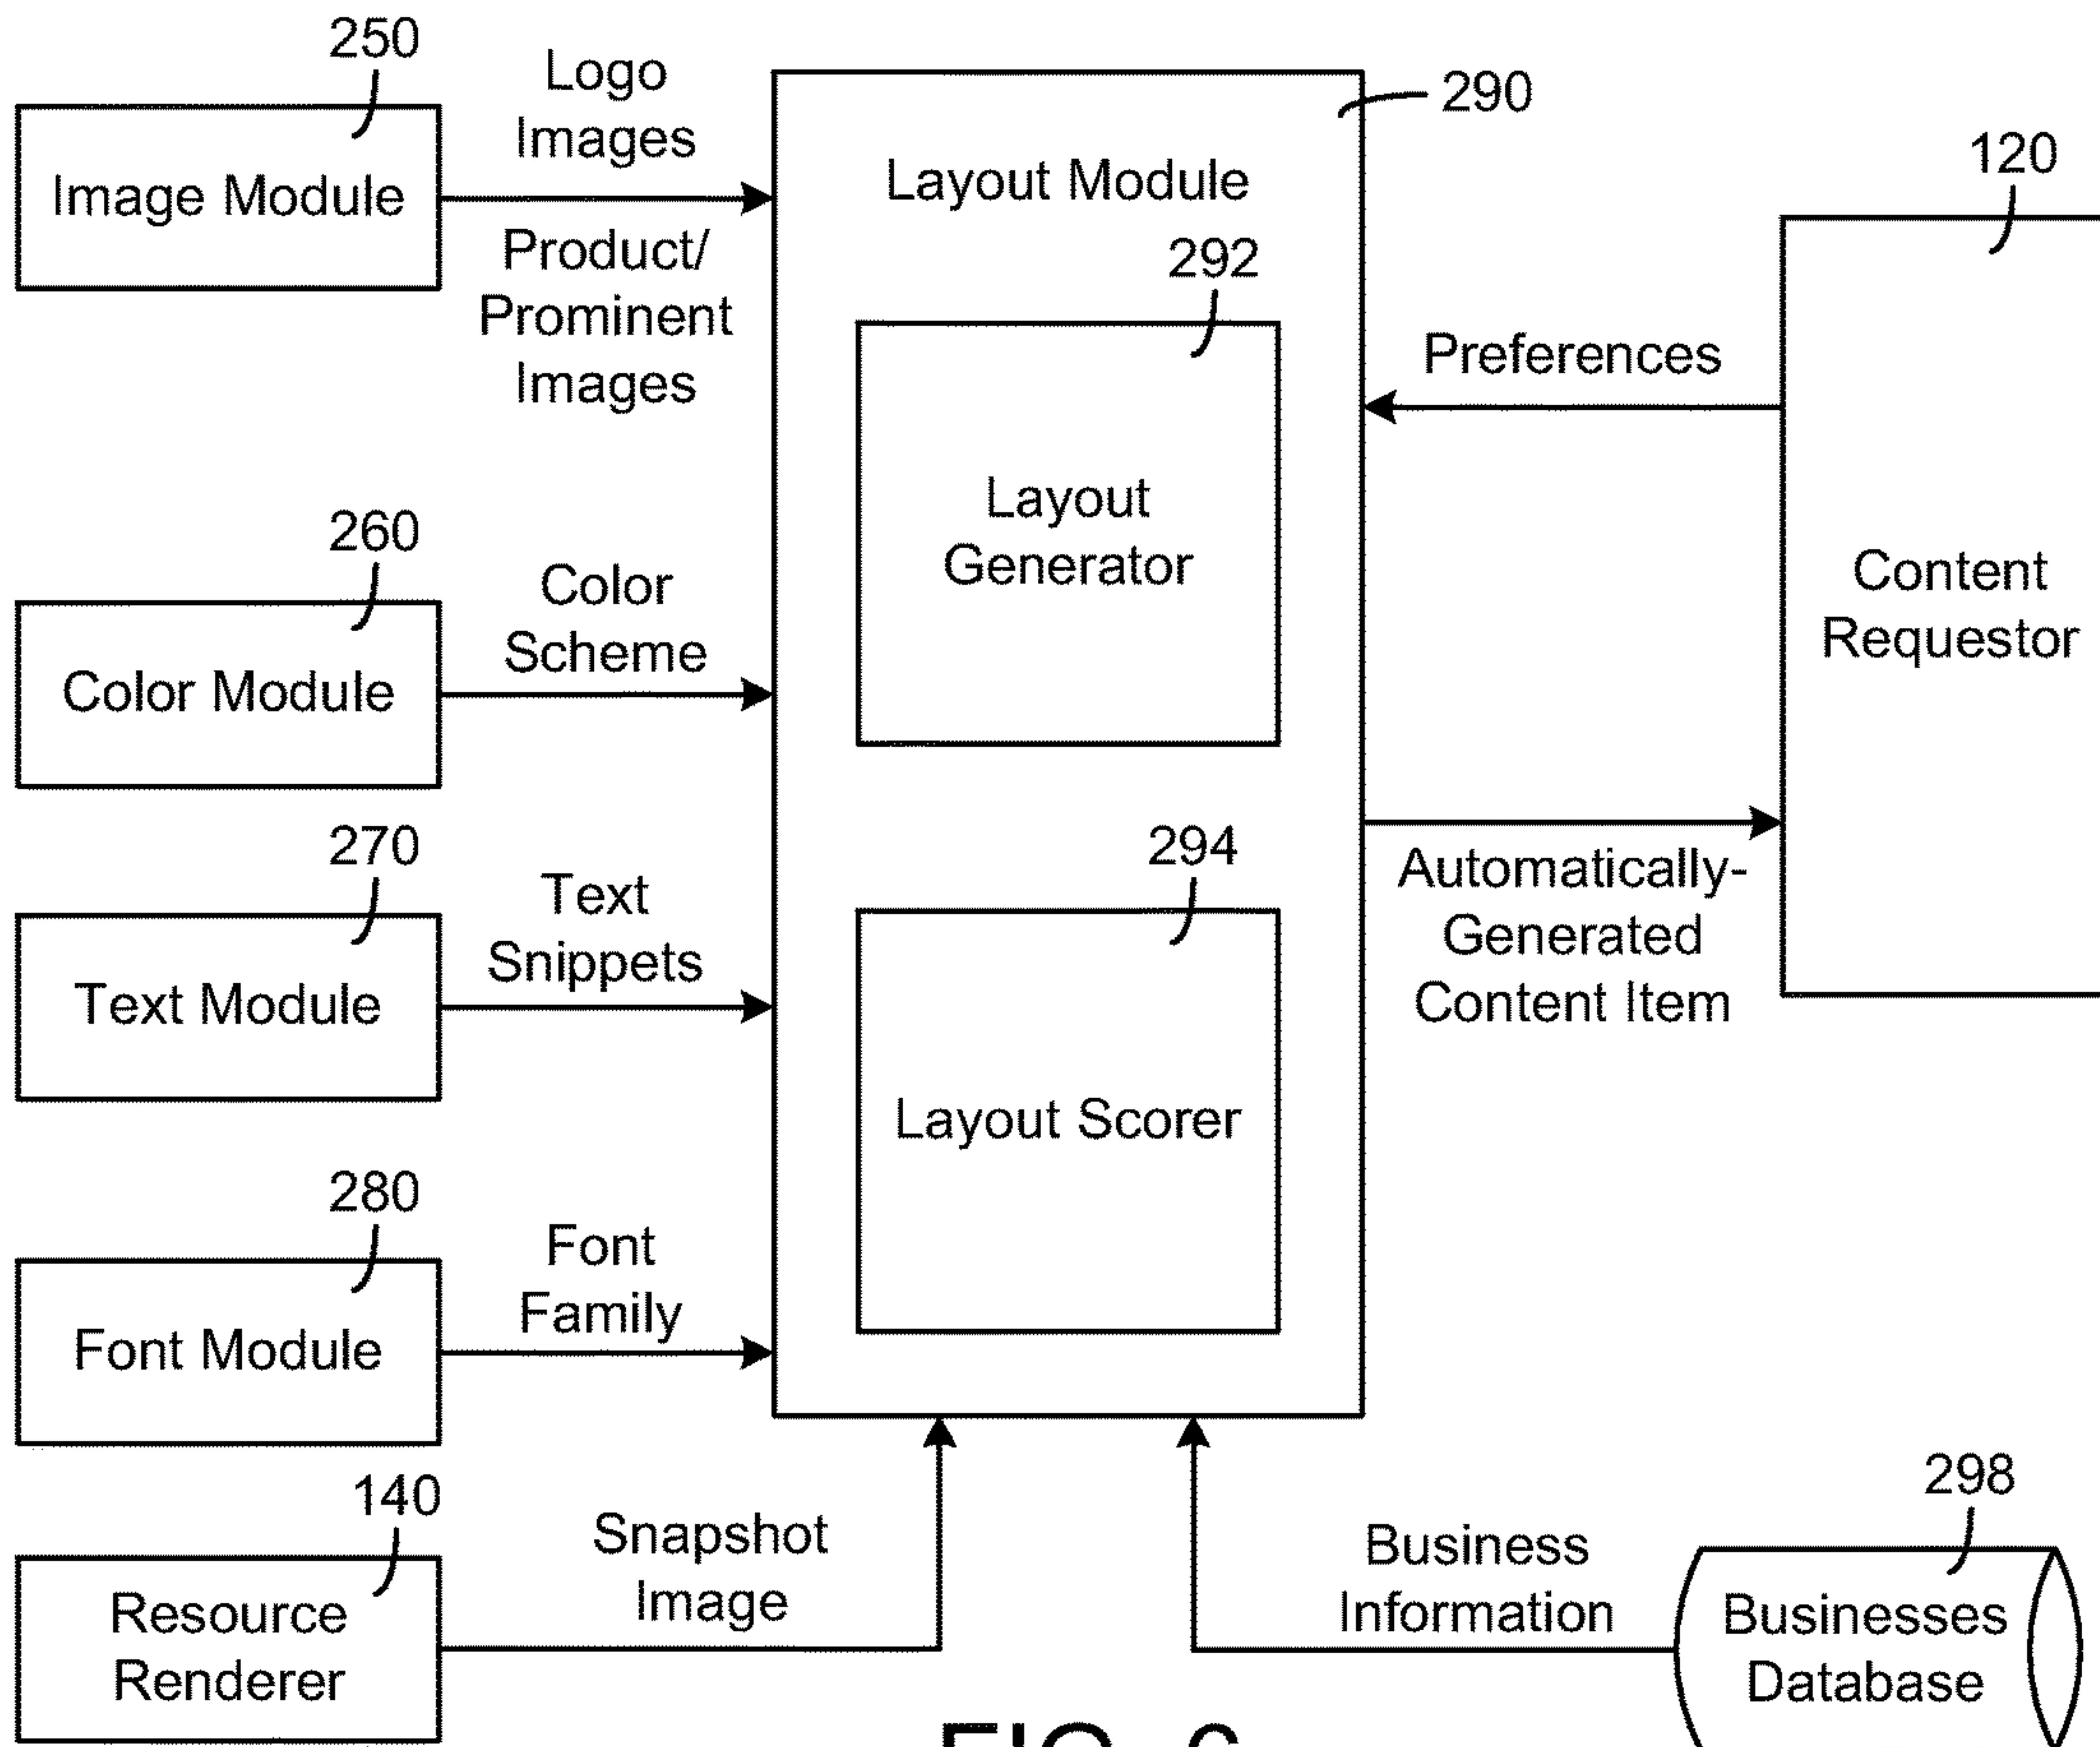 250
Image Module
Logo
Images
Product/
Prominent
Images
260
Color Module
Color
Scheme
270
Text Module
Text
Snippets
280
Font Module
Font
Family
140
Resource
Renderer
Snapshot
Image
290
Layout Module
292
Layout
Generator
294
Layout Scorer
Preferences
120
Content
Requestor
Automatically-
Generated
Content Item
298
Business
Information
Businesses
Database
FIG. 6